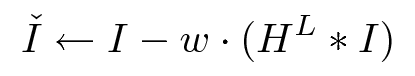 Ǐ ← I − w · (H^L ∗ I)